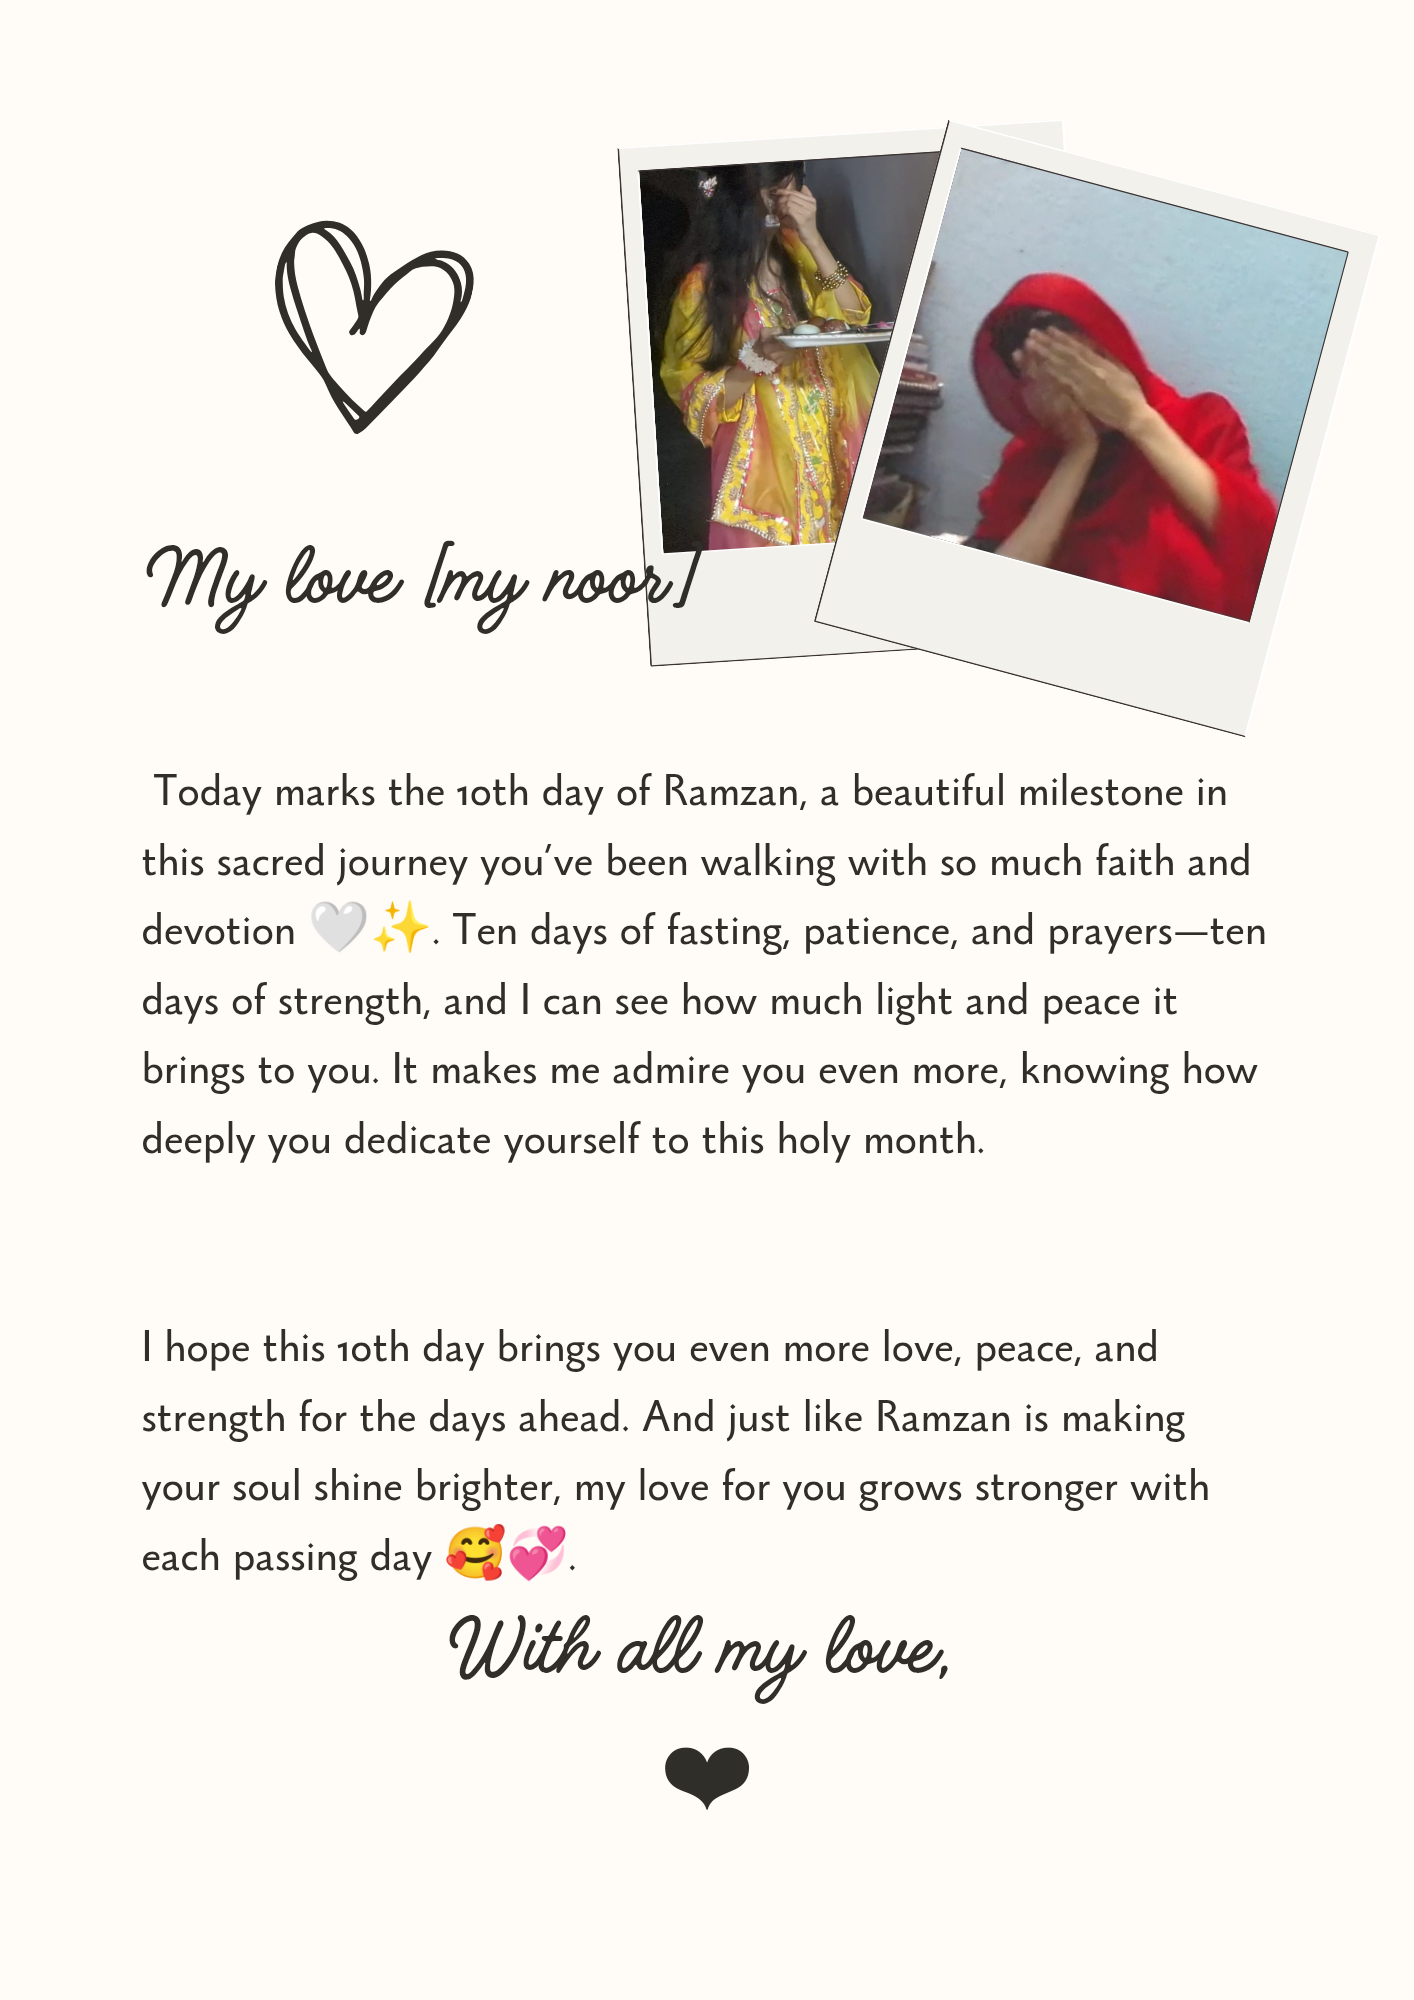 My love [my noor]
Today marks the 10th day of Ramzan, a beautiful milestone in
this sacred journey you’ve been walking with so much faith and
devotion 🤍✨. Ten days of fasting, patience, and prayers—ten
days of strength, and I can see how much light and peace it
brings to you. It makes me admire you even more, knowing how
deeply you dedicate yourself to this holy month.
I hope this 10th day brings you even more love, peace, and
strength for the days ahead. And just like Ramzan is making
your soul shine brighter, my love for you grows stronger with
each passing day 🥰💞.
With all my love,
❤